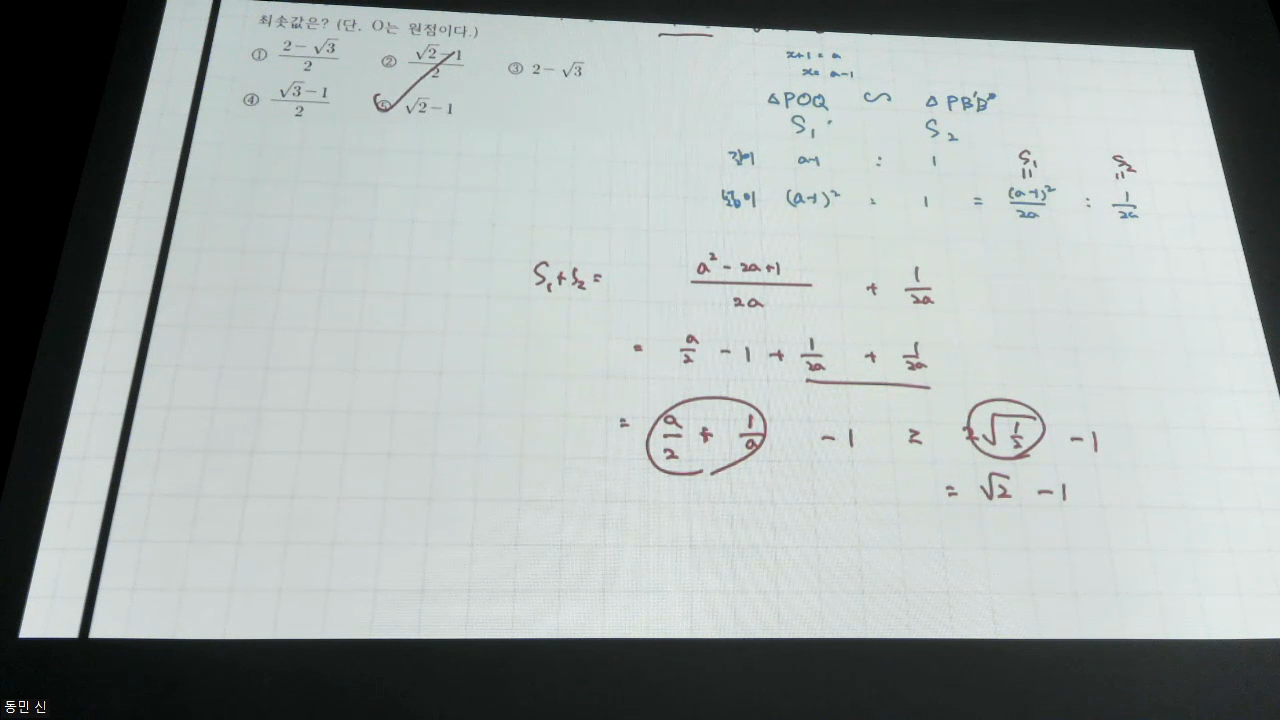 최솟값은? (단, O는 원점이다.)
① (2-√3)/2 ② (√2-1)/2 ③ 2-√3
④ (√3-1)/2 ⑤ √2-1
x+1 = a
x = a-1
△POQ ∽ △PB'B"
S₁ S₂
길이 a-1 : 1
넓이 (a-1)² : 1 = (a-1)²/2a : 1/2a
S₁ S₂
S₁+S₂ = (a²-2a+1)/2a + 1/2a
= a/2 - 1 + 1/2a + 1/2a
= a/2 + 1/a - 1 ≥ 2√(1/2) - 1
= √2 - 1
동민 신